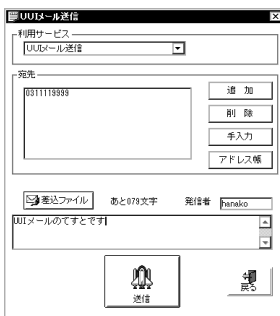 UUIメール送信
利用サービス
UUIメール送信
宛先
0311119999
追 加
削 除
手入力
アドレス帳
差込ファイル
あと079文字
発信者
hanako
UUIメールのてすとです
送信
戻る